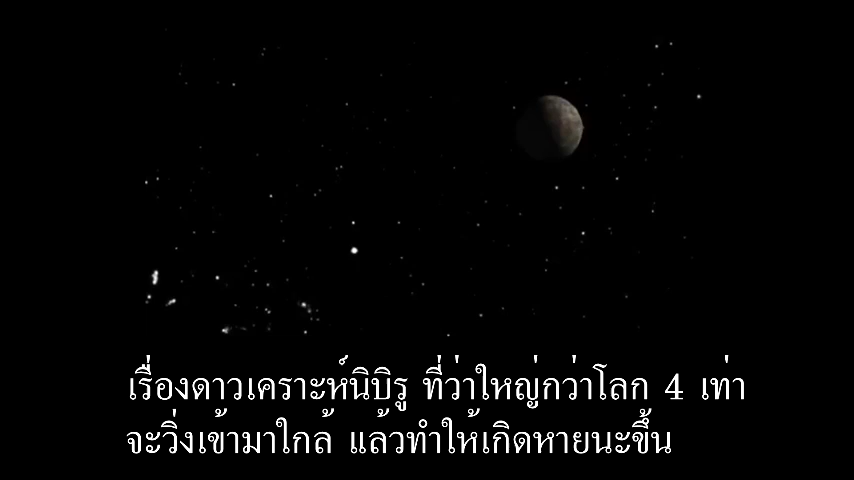 เรื่องดาวเคราะห์นิบิรู ที่ว่าใหญ่กว่าโลก 4 เท่า
จะวิ่งเข้ามาใกล้ แล้วทำให้เกิดหายนะขึ้น